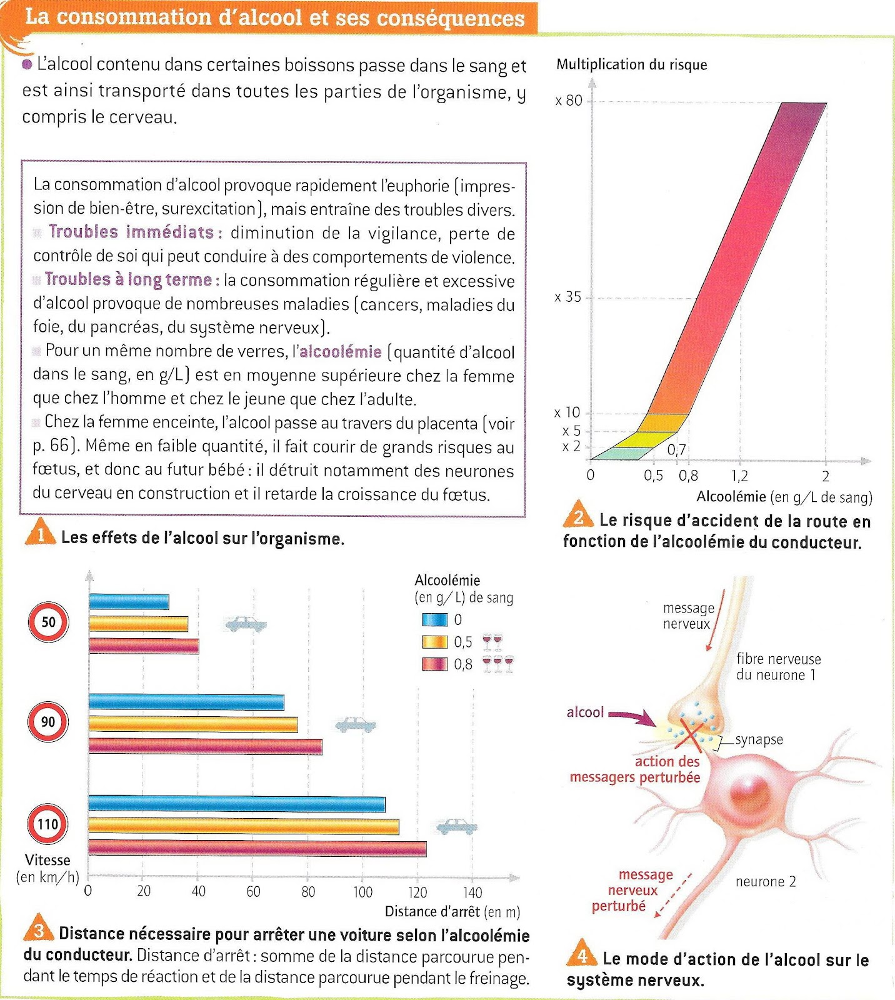 La consommation d'alcool et ses conséquences
● L'alcool contenu dans certaines boissons passe dans le sang et
est ainsi transporté dans toutes les parties de l'organisme, y
compris le cerveau.
La consommation d'alcool provoque rapidement l'euphorie (impres-
sion de bien-être, surexcitation), mais entraîne des troubles divers.
Troubles immédiats : diminution de la vigilance, perte de
contrôle de soi qui peut conduire à des comportements de violence.
Troubles à long terme : la consommation régulière et excessive
d'alcool provoque de nombreuses maladies (cancers, maladies du
foie, du pancréas, du système nerveux).
Pour un même nombre de verres, l'alcoolémie (quantité d'alcool
dans le sang, en g/L) est en moyenne supérieure chez la femme
que chez l'homme et chez le jeune que chez l'adulte.
Chez la femme enceinte, l'alcool passe au travers du placenta (voir
p. 66). Même en faible quantité, il fait courir de grands risques au
fœtus, et donc au futur bébé : il détruit notamment des neurones
du cerveau en construction et il retarde la croissance du fœtus.
1 Les effets de l'alcool sur l'organisme.
Multiplication du risque
x 80
x 35
x 10
x 5
x 2
0,7
0 0,5 0,8 1,2 2
Alcoolémie (en g/L de sang)
2 Le risque d'accident de la route en
fonction de l'alcoolémie du conducteur.
Alcoolémie
(en g/L) de sang
0
0,5
0,8
50
90
110
Vitesse
(en km/h)
0 20 40 60 80 100 120 140
Distance d'arrêt (en m)
3 Distance nécessaire pour arrêter une voiture selon l'alcoolémie
du conducteur. Distance d'arrêt : somme de la distance parcourue pen-
dant le temps de réaction et de la distance parcourue pendant le freinage.
message
nerveux
fibre nerveuse
du neurone 1
alcool
synapse
action des
messagers perturbée
message
nerveux
perturbé
neurone 2
4 Le mode d'action de l'alcool sur le
système nerveux.